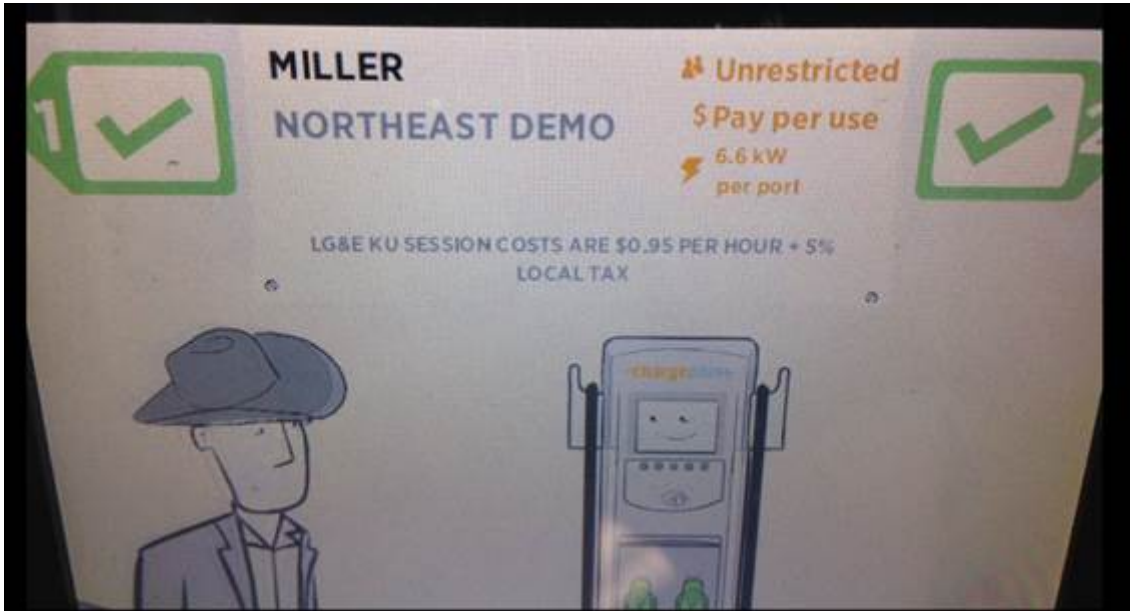 1
MILLER
NORTHEAST DEMO
Unrestricted
$ Pay per use
6.6 kW
per port
2
LG&E KU SESSION COSTS ARE $0.95 PER HOUR + 5%
LOCAL TAX
-chargepoin+